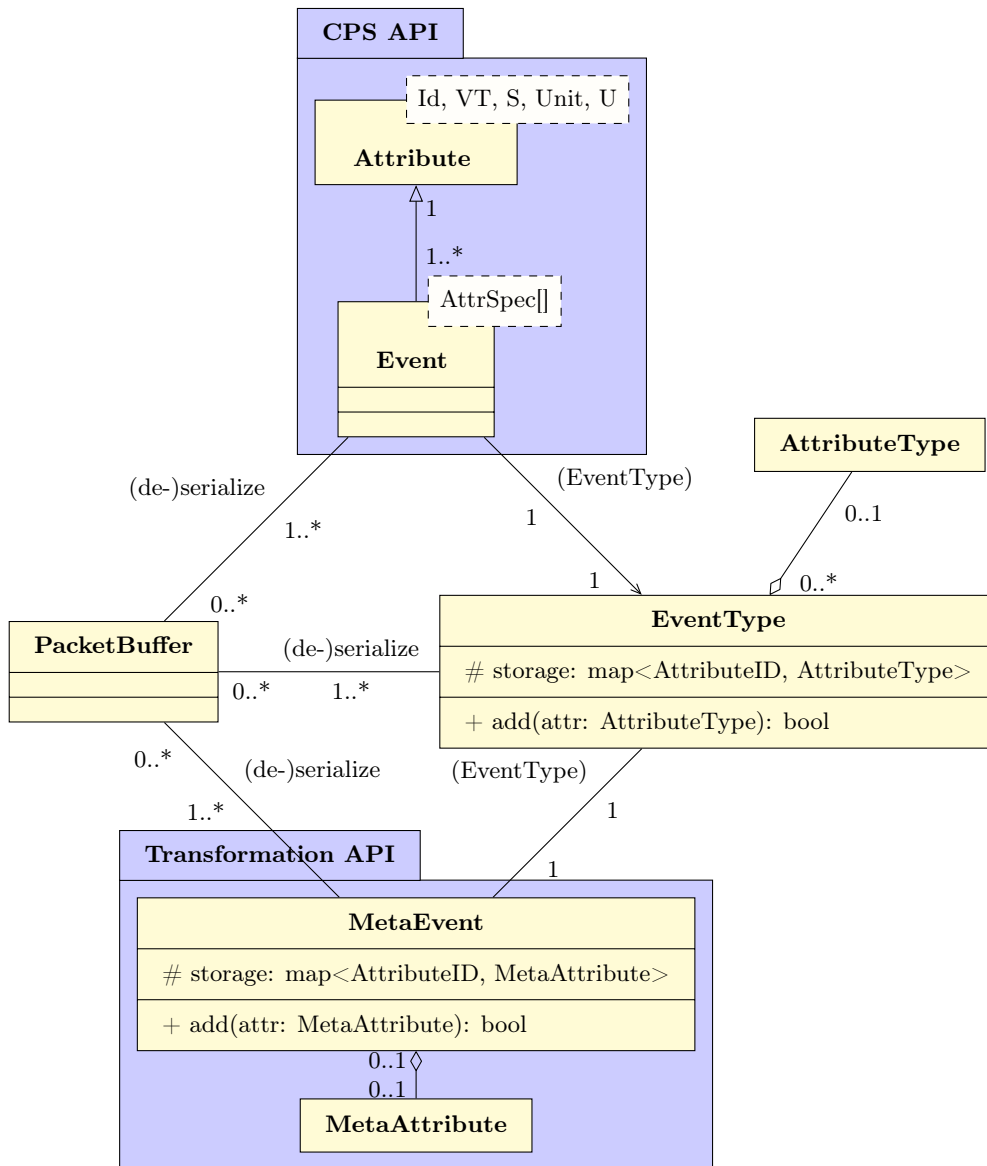 CPS API
Id, VT, S, Unit, U
Attribute
1
1..*
AttrSpec[]
Event
AttributeType
(EventType)
(de-)serialize
0..1
1
1..*
1
0..*
0..*
EventType
PacketBuffer
(de-)serialize
# storage: map<AttributeID, AttributeType>
0..*
1..*
+ add(attr: AttributeType): bool
0..*
(de-)serialize
(EventType)
1..*
1
Transformation API
1
MetaEvent
# storage: map<AttributeID, MetaAttribute>
+ add(attr: MetaAttribute): bool
0..1
0..1
MetaAttribute